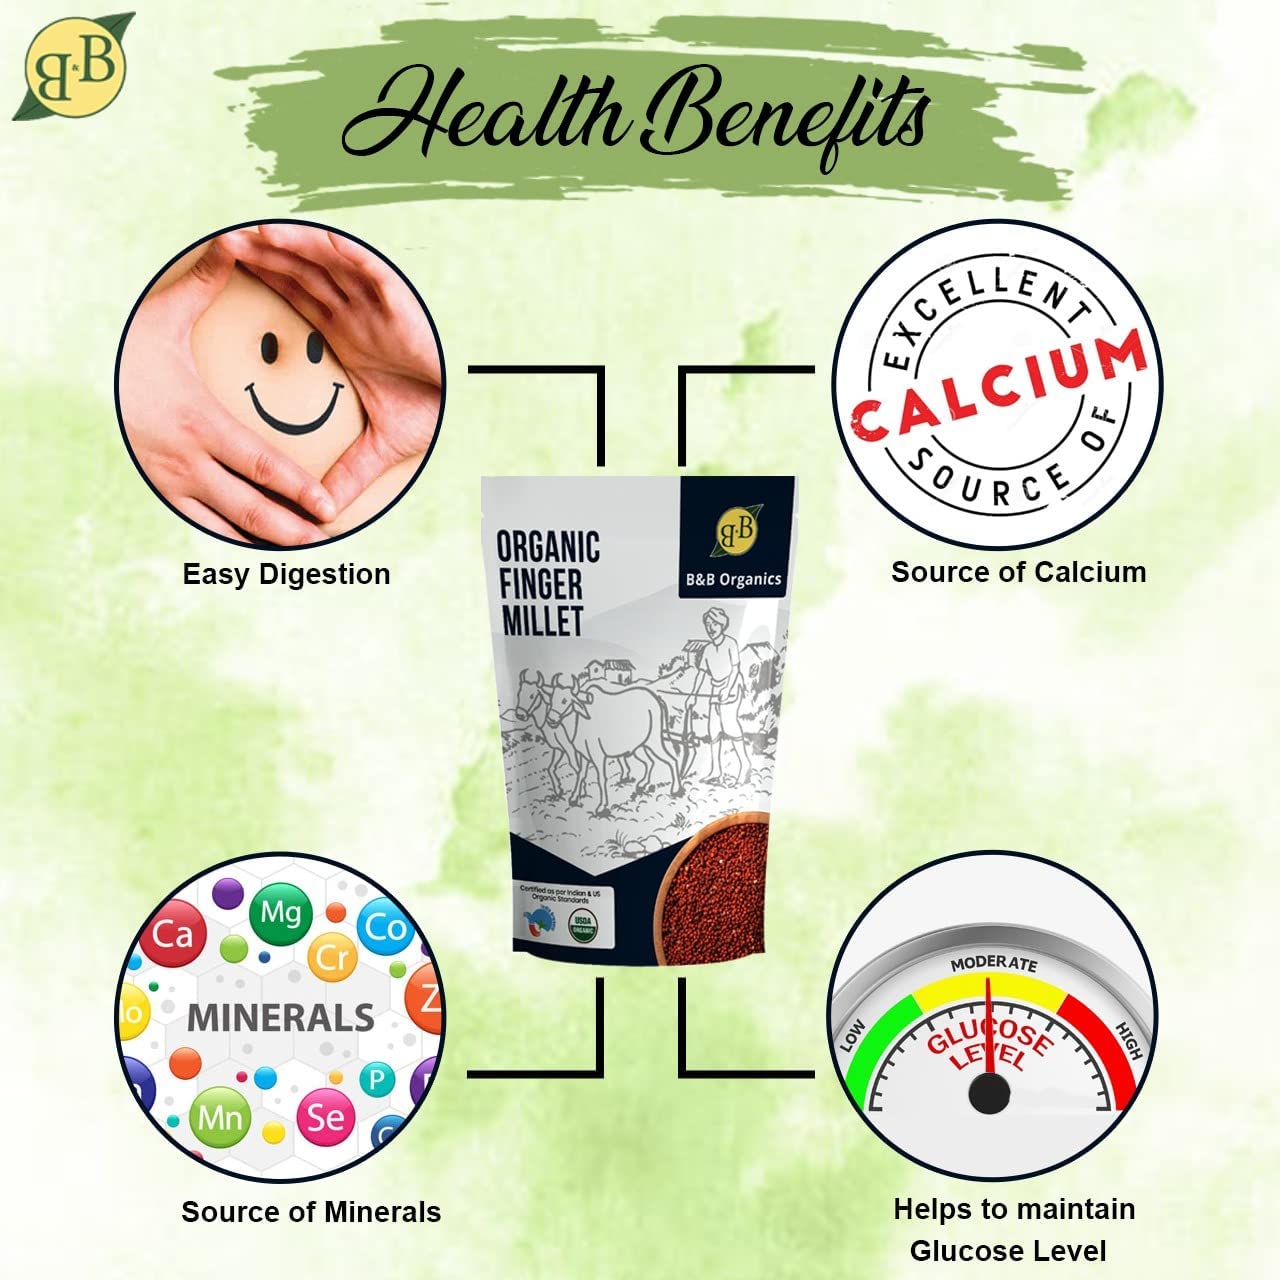 B&B
Health Benefits
EXCELLENT
CALCIUM
SOURCE OF
Easy Digestion
Source of Calcium
ORGANIC
FINGER
MILLET
B&B
B&B Organics
Certified as per Indian & US
Organic Standards
USDA
ORGANIC
Ca
Mg
Co
Cr
Z
MINERALS
P
Mn
Se
MODERATE
LOW
HIGH
GLUCOSE
LEVEL
Source of Minerals
Helps to maintain
Glucose Level